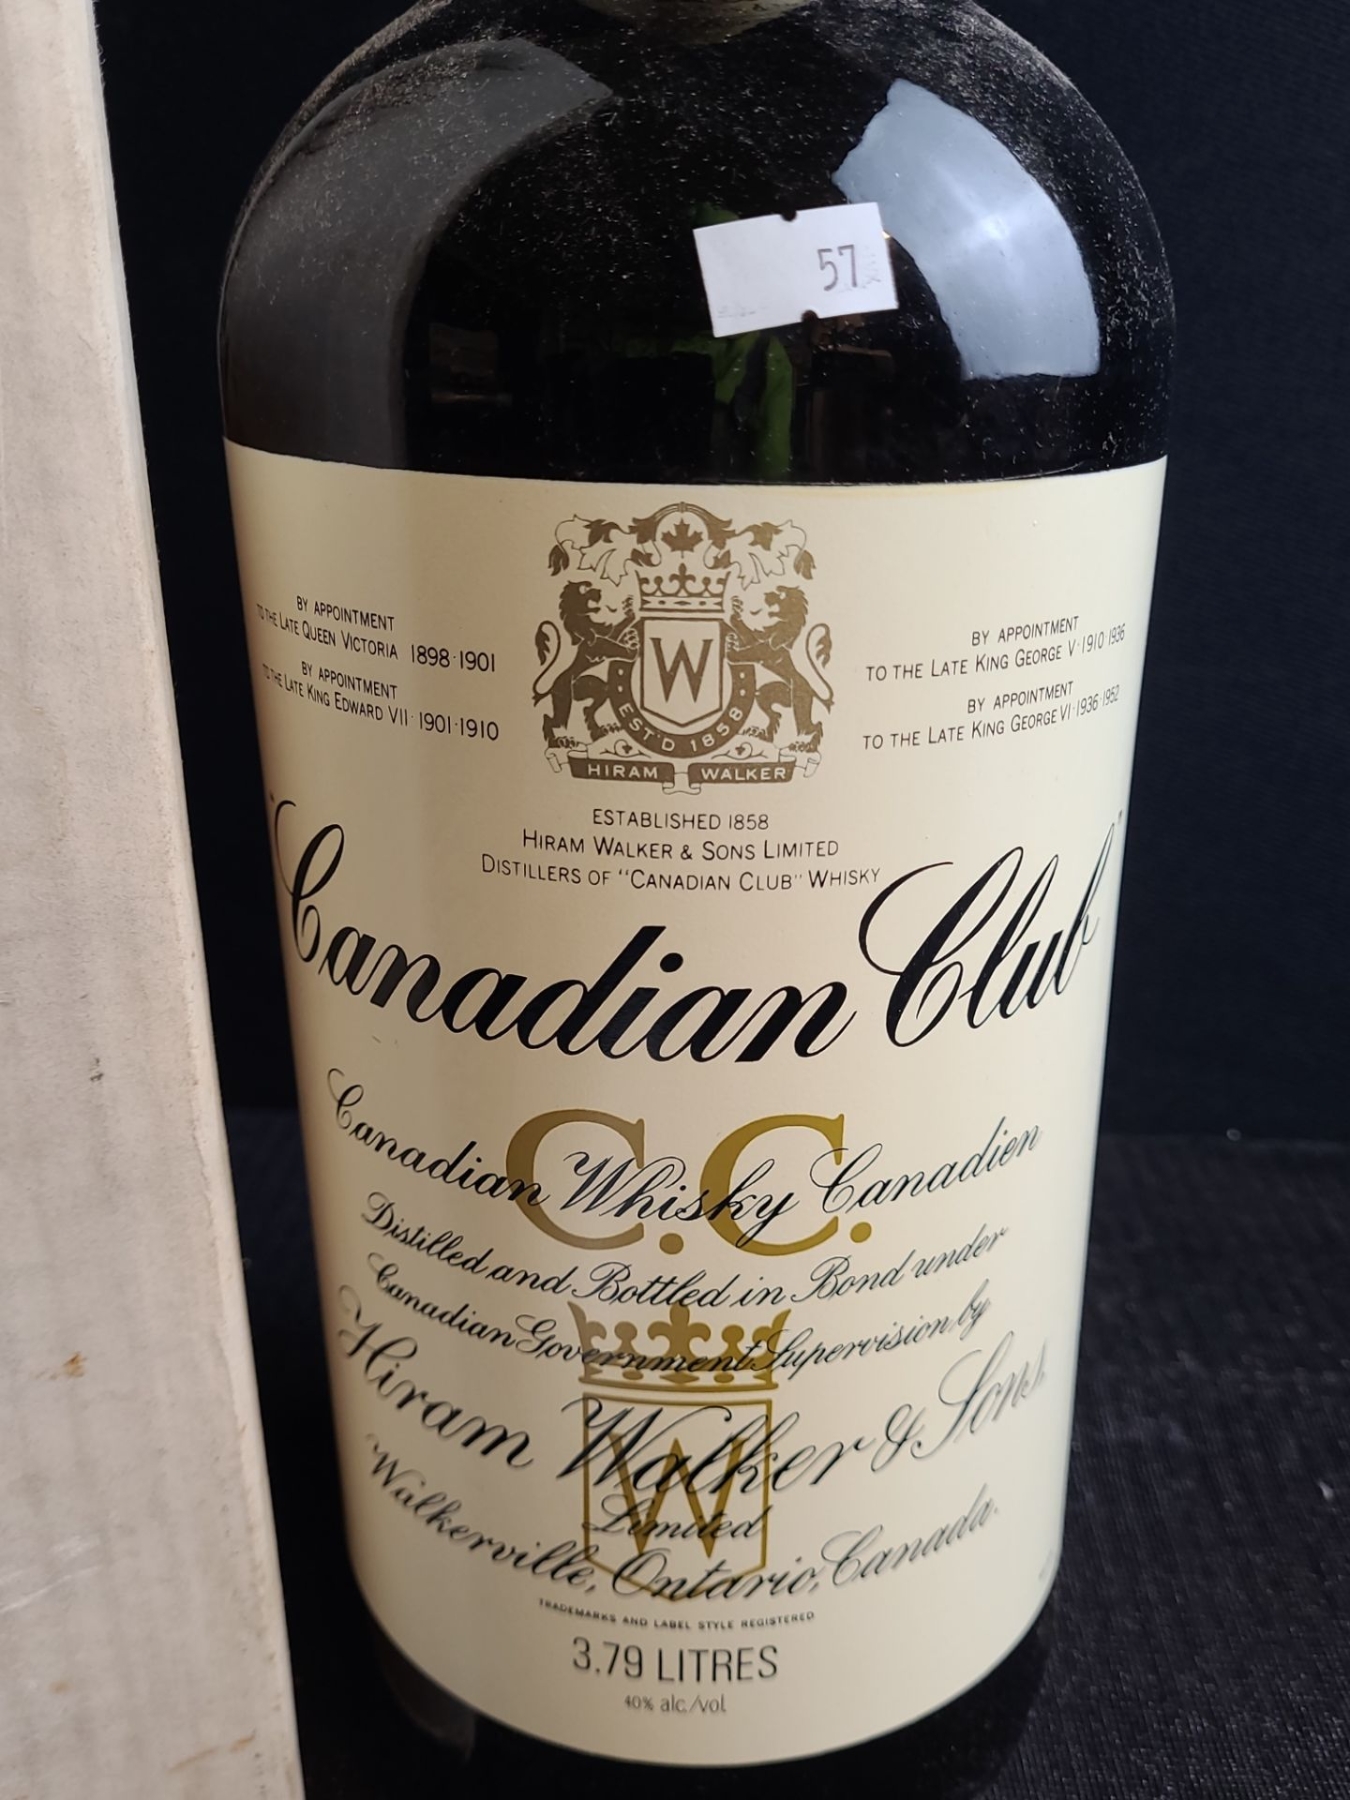 57
W
EST'D 1858
HIRAM WALKER
BY APPOINTMENT
TO THE LATE QUEEN VICTORIA 1898·1901
BY APPOINTMENT
TO THE LATE KING EDWARD VII·1901·1910
BY APPOINTMENT
TO THE LATE KING GEORGE V·1910·1936
BY APPOINTMENT
TO THE LATE KING GEORGE VI·1936·1952
ESTABLISHED 1858
HIRAM WALKER & SONS LIMITED
DISTILLERS OF "CANADIAN CLUB" WHISKY
"Canadian Club"
C.C.
Canadian Whisky Canadien
Distilled and Bottled in Bond under
Canadian Government Supervision by
Hiram Walker & Sons
Limited
W
Walkerville, Ontario, Canada.
TRADEMARKS AND LABEL STYLE REGISTERED
3.79 LITRES
40% alc./vol.